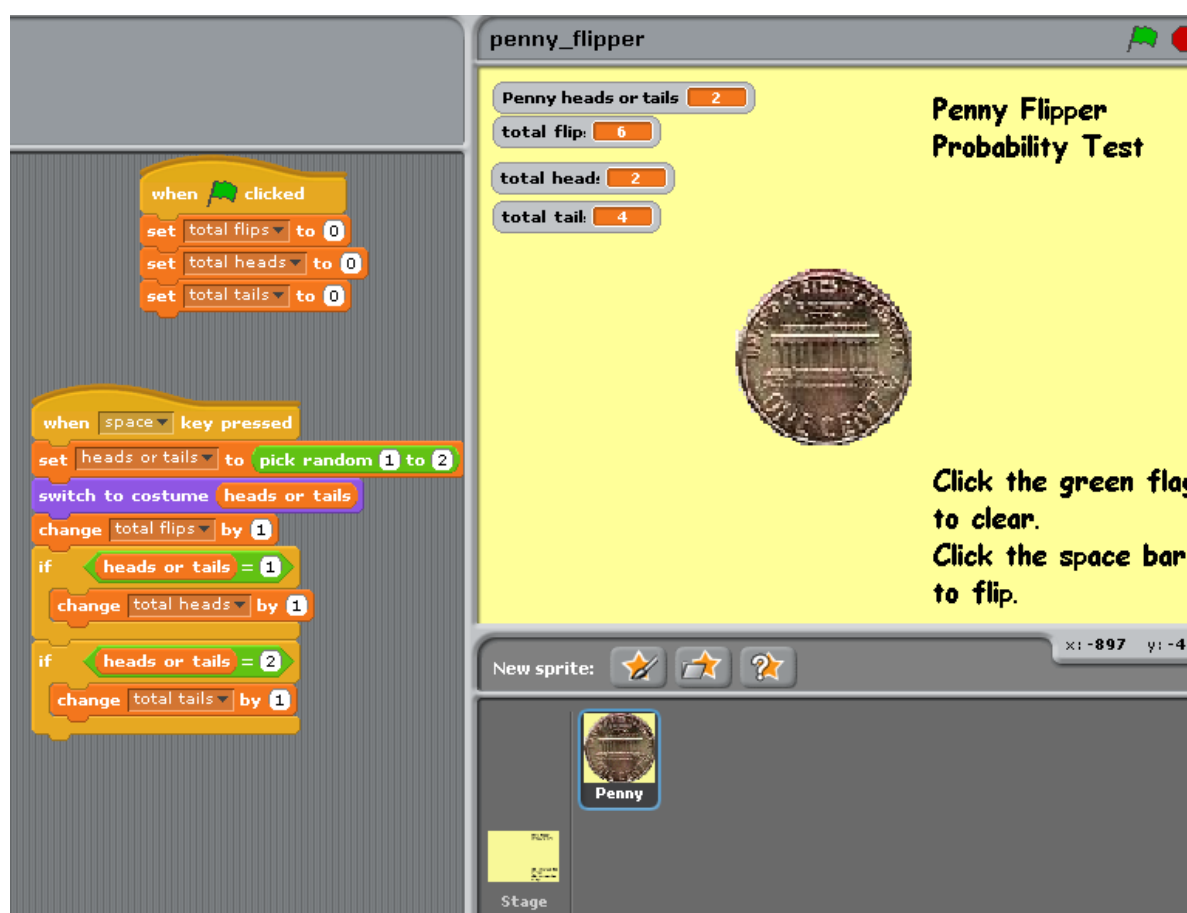 penny_flipper
when clicked
set total flips to 0
set total heads to 0
set total tails to 0
when space key pressed
set heads or tails to pick random 1 to 2
switch to costume heads or tails
change total flips by 1
if heads or tails = 1
change total heads by 1
if heads or tails = 2
change total tails by 1
Penny heads or tails 2
total flip: 6
total head: 2
total tail: 4
Penny Flipper
Probability Test
ONE CENT
Click the green flag
to clear.
Click the space bar
to flip.
x: -897 y: -4
New sprite:
Penny
Stage